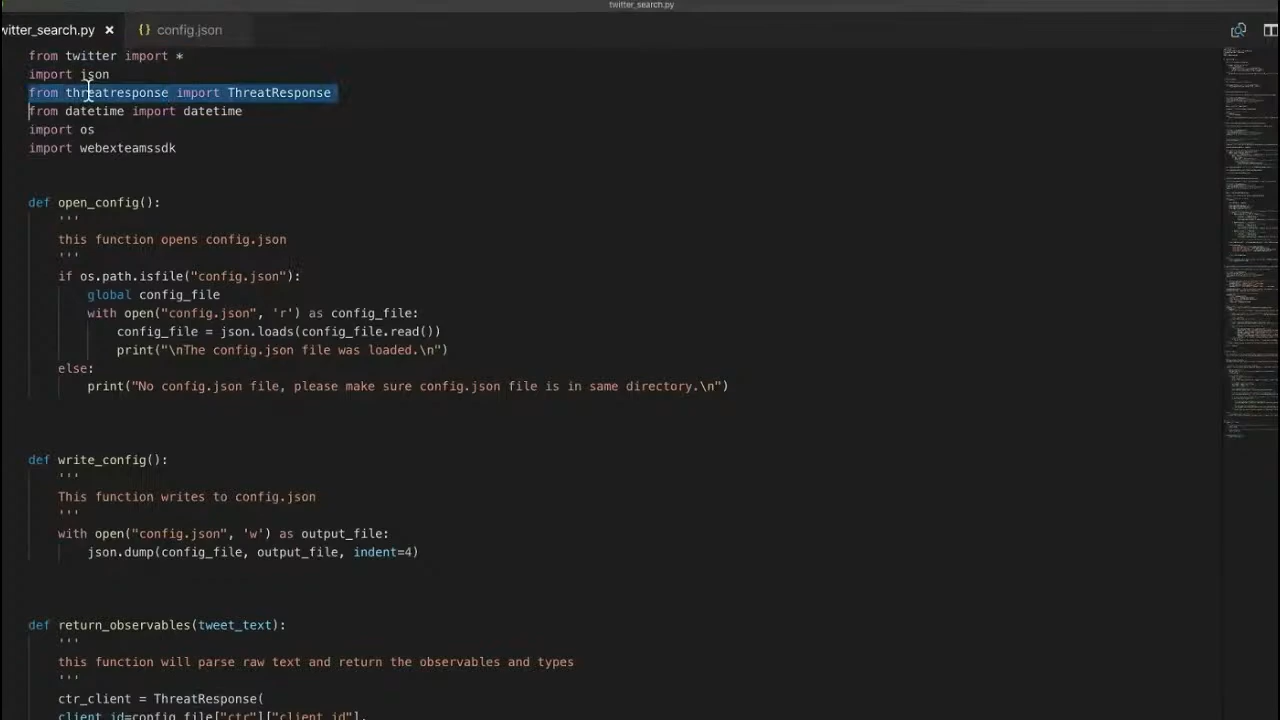 twitter_search.py
witter_search.py × {} config.json
from twitter import *
import json
from threatresponse import ThreatResponse
from datetime import datetime
import os
import webexteamssdk
def open_config():
'''
this function opens config.json
'''
if os.path.isfile("config.json"):
global config_file
with open("config.json", 'r') as config_file:
config_file = json.loads(config_file.read())
print("\nThe config.json file was loaded.\n")
else:
print("No config.json file, please make sure config.json file is in same directory.\n")
def write_config():
'''
This function writes to config.json
'''
with open("config.json", 'w') as output_file:
json.dump(config_file, output_file, indent=4)
def return_observables(tweet_text):
'''
this function will parse raw text and return the observables and types
'''
ctr_client = ThreatResponse(
client_id=config_file["ctr"]["client_id"],